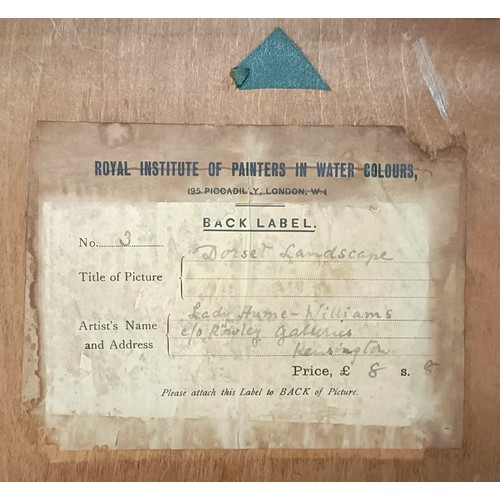 ROYAL INSTITUTE OF PAINTERS IN WATER COLOURS,
195 PICCADILLY, LONDON, W.1
BACK LABEL.
No. 3
Dorset Landscape
Title of Picture
Lady Hume-Williams
Artist's Name
c/o Rowley Galleries
and Address
Kensington
Price, £ 8 s. 8
Please attach this Label to BACK of Picture.